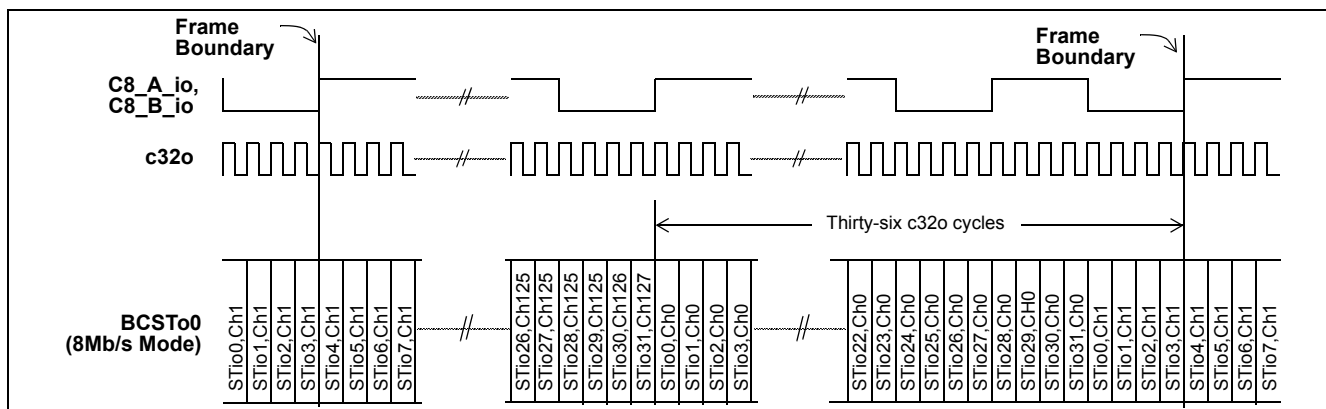 Frame
Boundary
Frame
Boundary
C8_A_io,
C8_B_io
c32o
Thirty-six c32o cycles
BCSTo0
(8Mb/s Mode)
STio0,Ch1
STio1,Ch1
STio2,Ch1
STio3,Ch1
STio4,Ch1
STio5,Ch1
STio6,Ch1
STio7,Ch1
STio26,Ch125
STio27,Ch125
STio28,Ch125
STio29,Ch125
STio30,Ch126
STio31,Ch127
STio0,Ch0
STio1,Ch0
STio2,Ch0
STio3,Ch0
STio22,Ch0
STio23,Ch0
STio24,Ch0
STio25,Ch0
STio26,Ch0
STio27,Ch0
STio28,Ch0
STio29,CH0
STio30,Ch0
STio31,Ch0
STio0,Ch1
STio1,Ch1
STio2,Ch1
STio3,Ch1
STio4,Ch1
STio5,Ch1
STio6,Ch1
STio7,Ch1